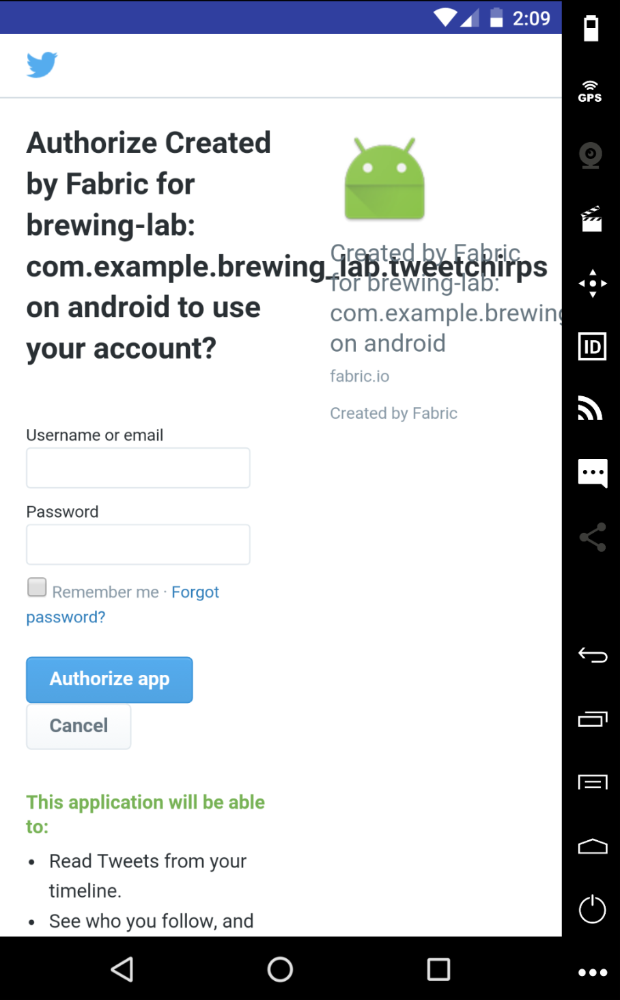 2:09
Authorize Created
by Fabric for
brewing-lab:
com.example.brewing_lab.tweetchirps
on android to use
your account?
Created by Fabric
for brewing-lab:
com.example.brewing
on android
fabric.io
Created by Fabric
Username or email
Password
Remember me · Forgot
password?
Authorize app
Cancel
This application will be able
to:
• Read Tweets from your
timeline.
• See who you follow, and
GPS
ID